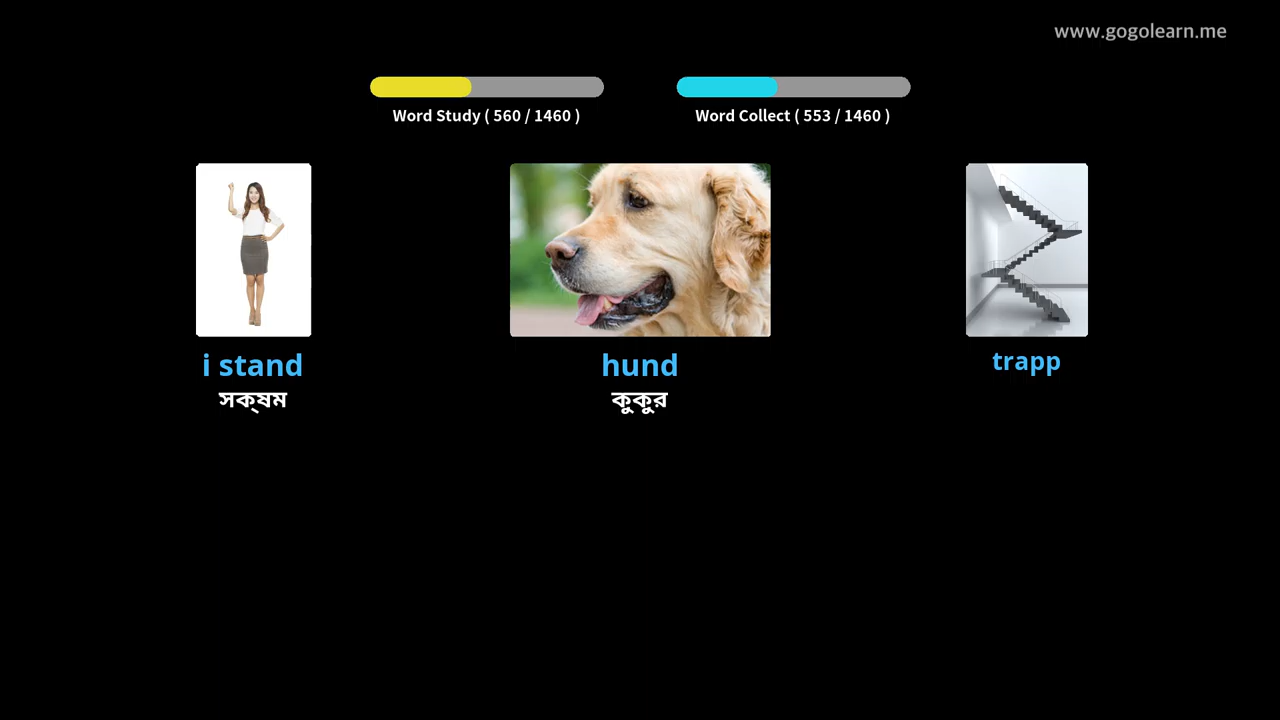 www.gogolearn.me
Word Study ( 560 / 1460 )
Word Collect ( 553 / 1460 )
i stand
সক্ষম
hund
কুকুর
trapp